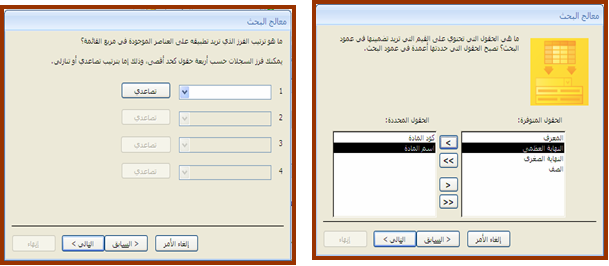 معالج البحث
ما هي الحقول التي تحتوي على القيم التي تريد تضمينها في عمود
البحث؟ تصبح الحقول التي حددتها أعمدة في عمود البحث.
الحقول المتوفرة:
الحقول المحددة:
المعرف
النهاية العظمي
النهاية الصغرى
الصف
كود المادة
اسم المادة
>
>>
<
<<
إلغاء الأمر
< السابق
التالي >
إنهاء
معالج البحث
ما هو ترتيب الفرز الذي تريد تطبيقه على العناصر الموجودة في مربع القائمة؟
يمكنك فرز السجلات حسب أربعة حقول كحد أقصى، وذلك إما بترتيب تصاعدي أو تنازلي.
1 تصاعدي
2 تصاعدي
3 تصاعدي
4 تصاعدي
إلغاء الأمر
< السابق
التالي >
إنهاء